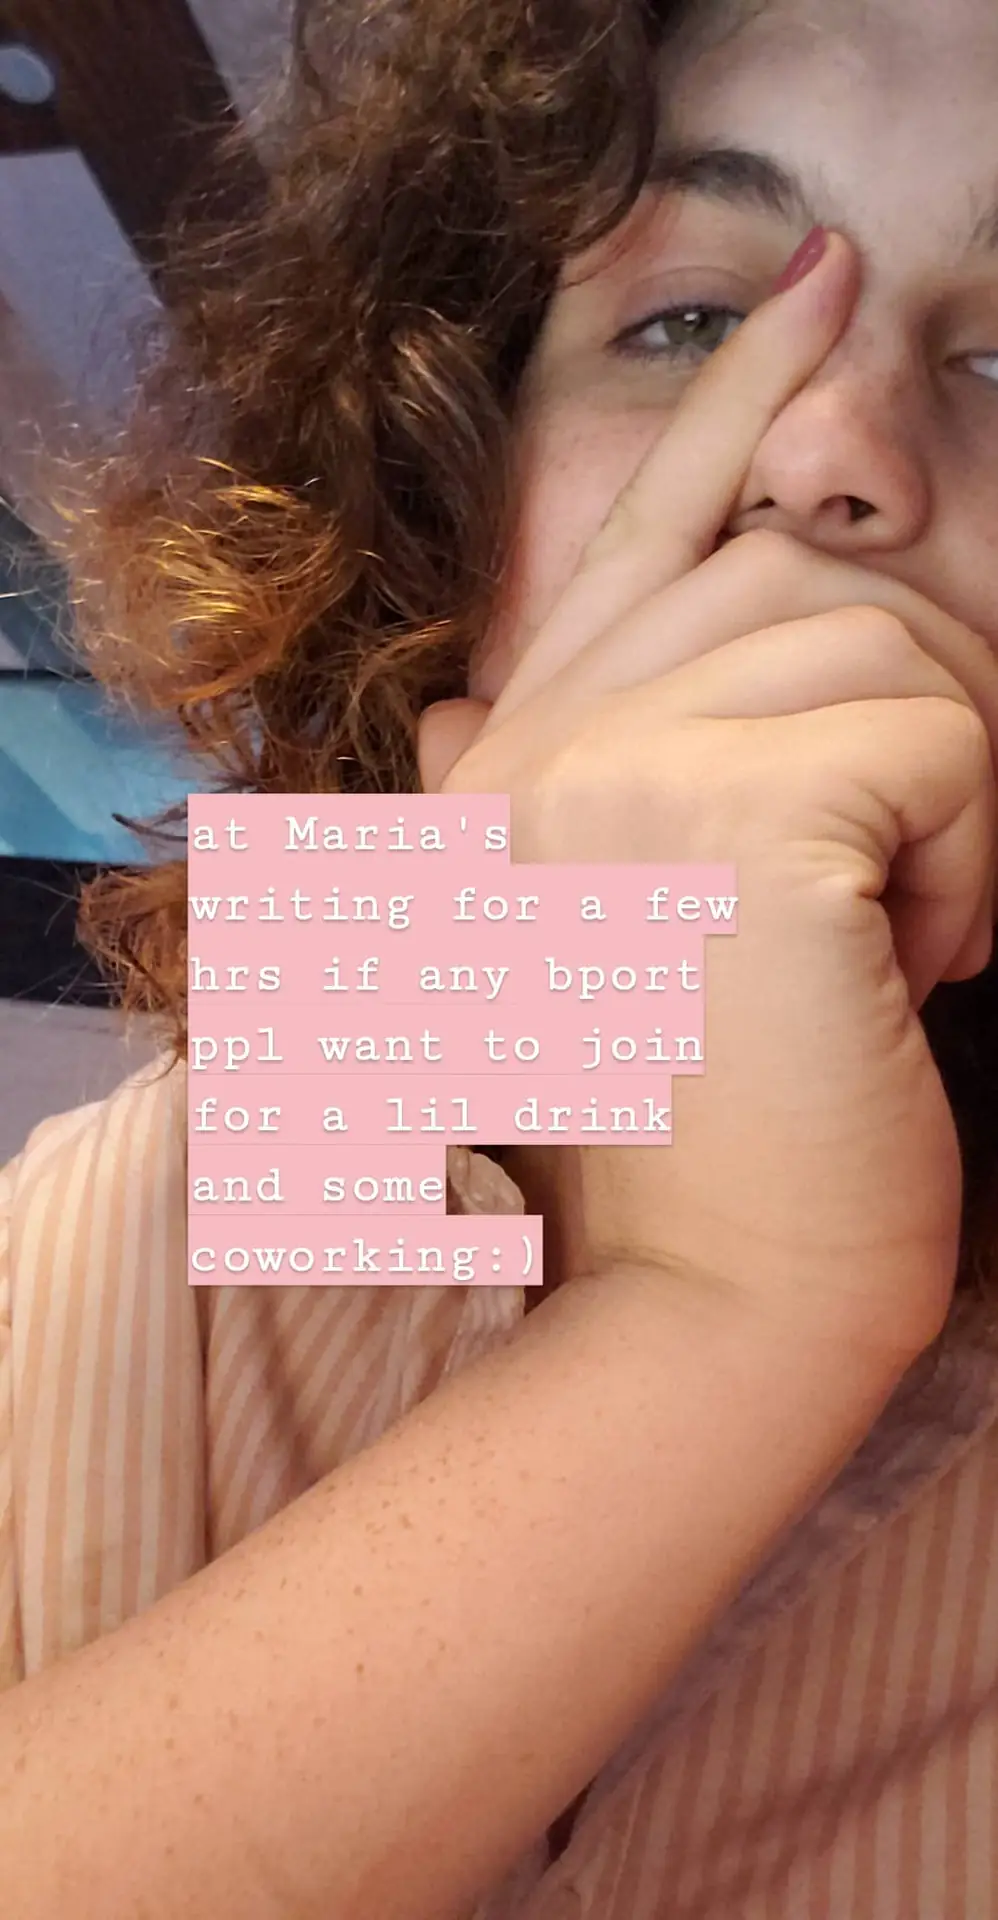 at Maria's
writing for a few
hrs if any bport
ppl want to join
for a lil drink
and some
coworking:)